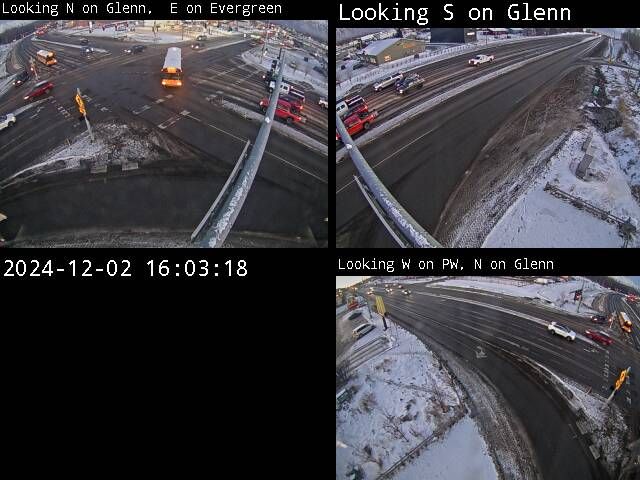 Looking N on Glenn,  E on Evergreen
Looking S on Glenn
2024-12-02 16:03:18
Looking W on PW, N on Glenn